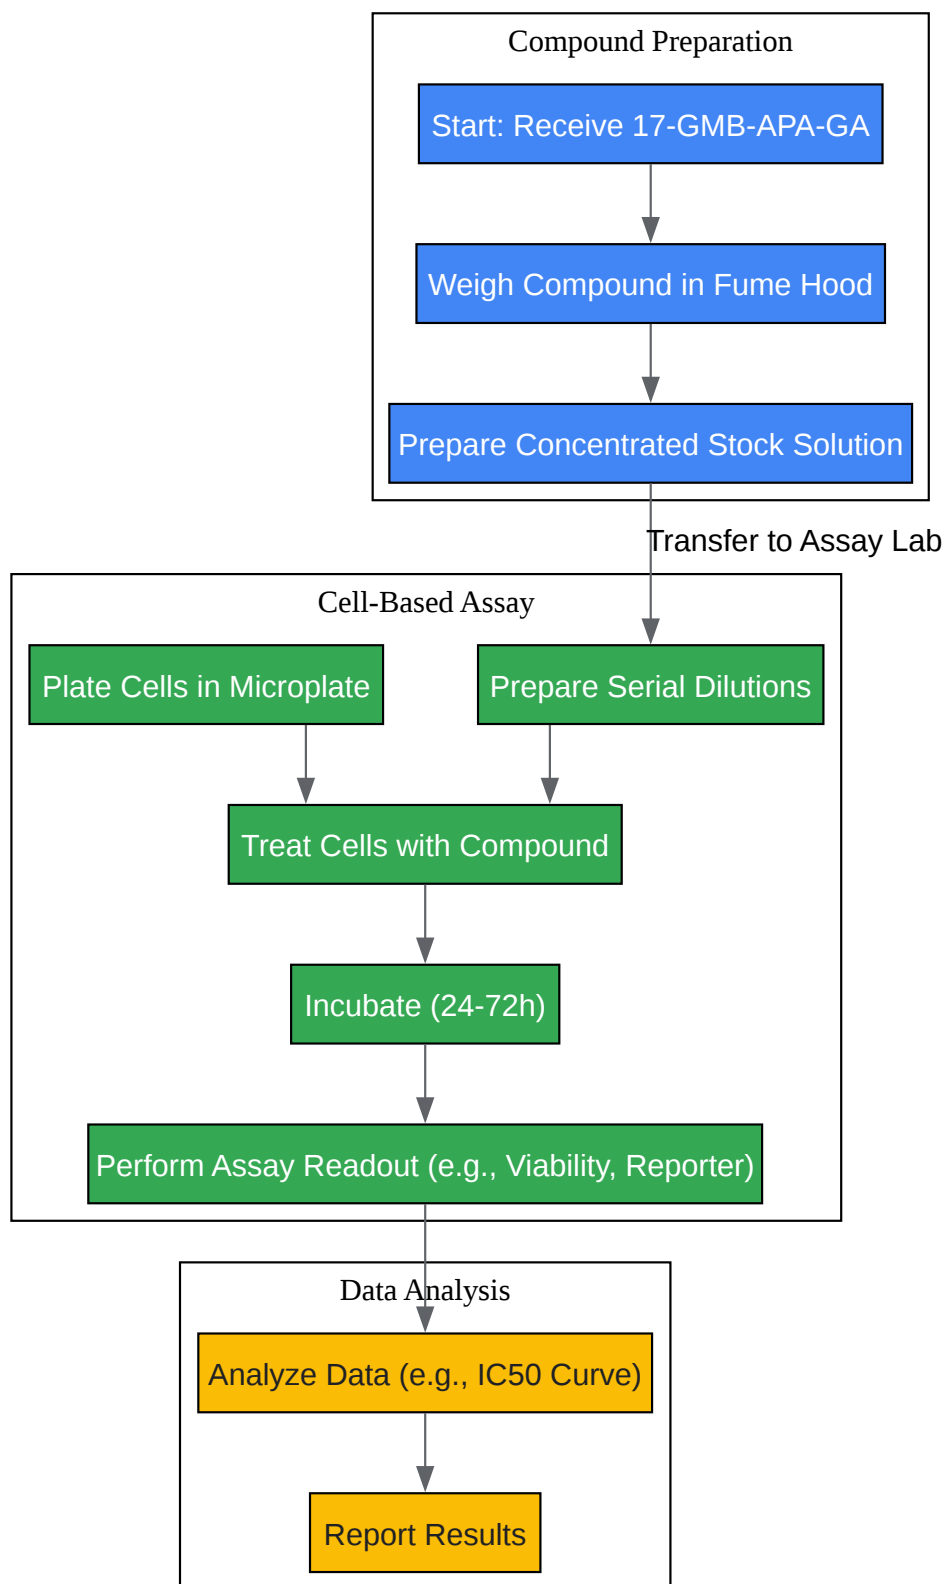 Compound Preparation
Start: Receive 17-GMB-APA-GA
Weigh Compound in Fume Hood
Prepare Concentrated Stock Solution
Transfer to Assay Lab
Cell-Based Assay
Plate Cells in Microplate
Prepare Serial Dilutions
Treat Cells with Compound
Incubate (24-72h)
Perform Assay Readout (e.g., Viability, Reporter)
Data Analysis
Analyze Data (e.g., IC50 Curve)
Report Results